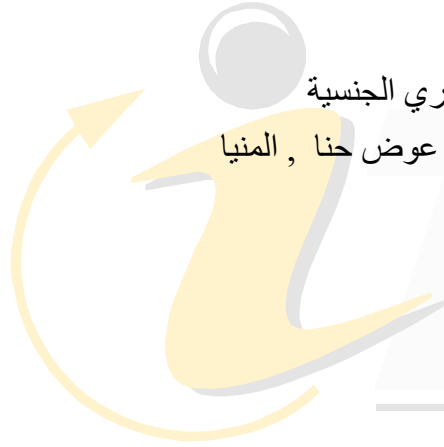 ري الجنسية
عوض حنا , المنيا